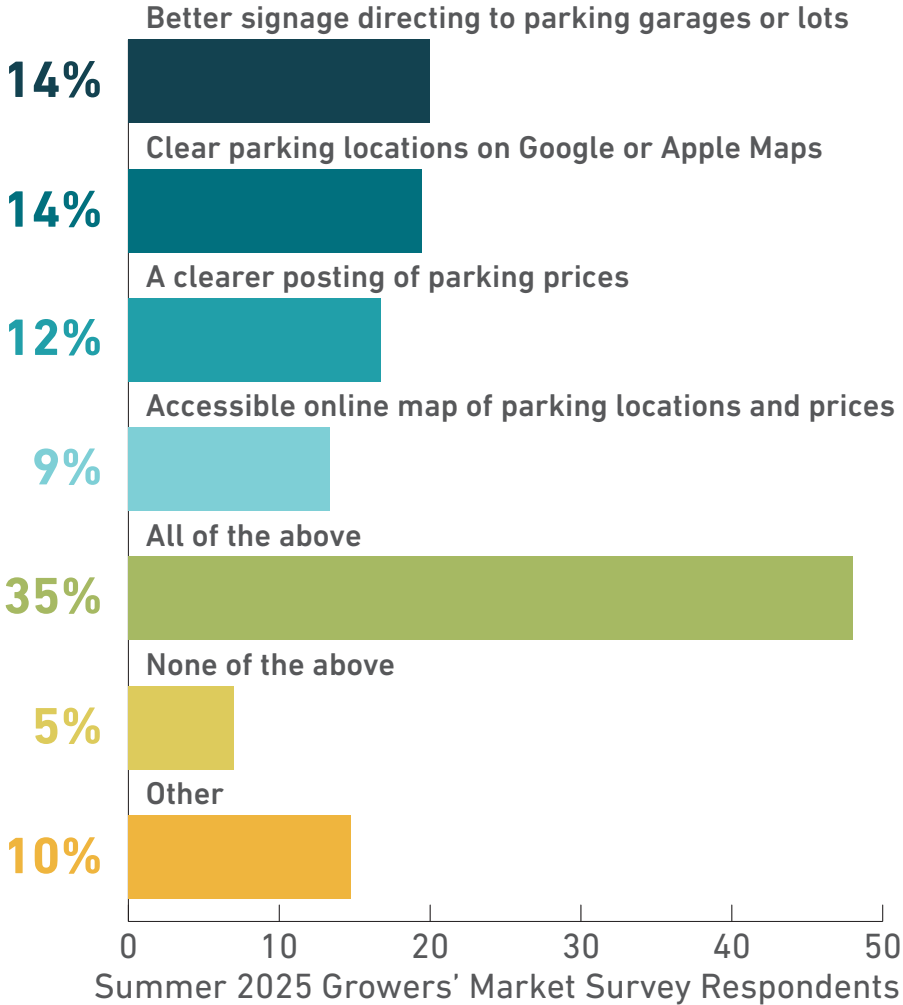 Better signage directing to parking garages or lots
14%
Clear parking locations on Google or Apple Maps
14%
A clearer posting of parking prices
12%
Accessible online map of parking locations and prices
9%
All of the above
35%
None of the above
5%
Other
10%
0 10 20 30 40 50
Summer 2025 Growers’ Market Survey Respondents